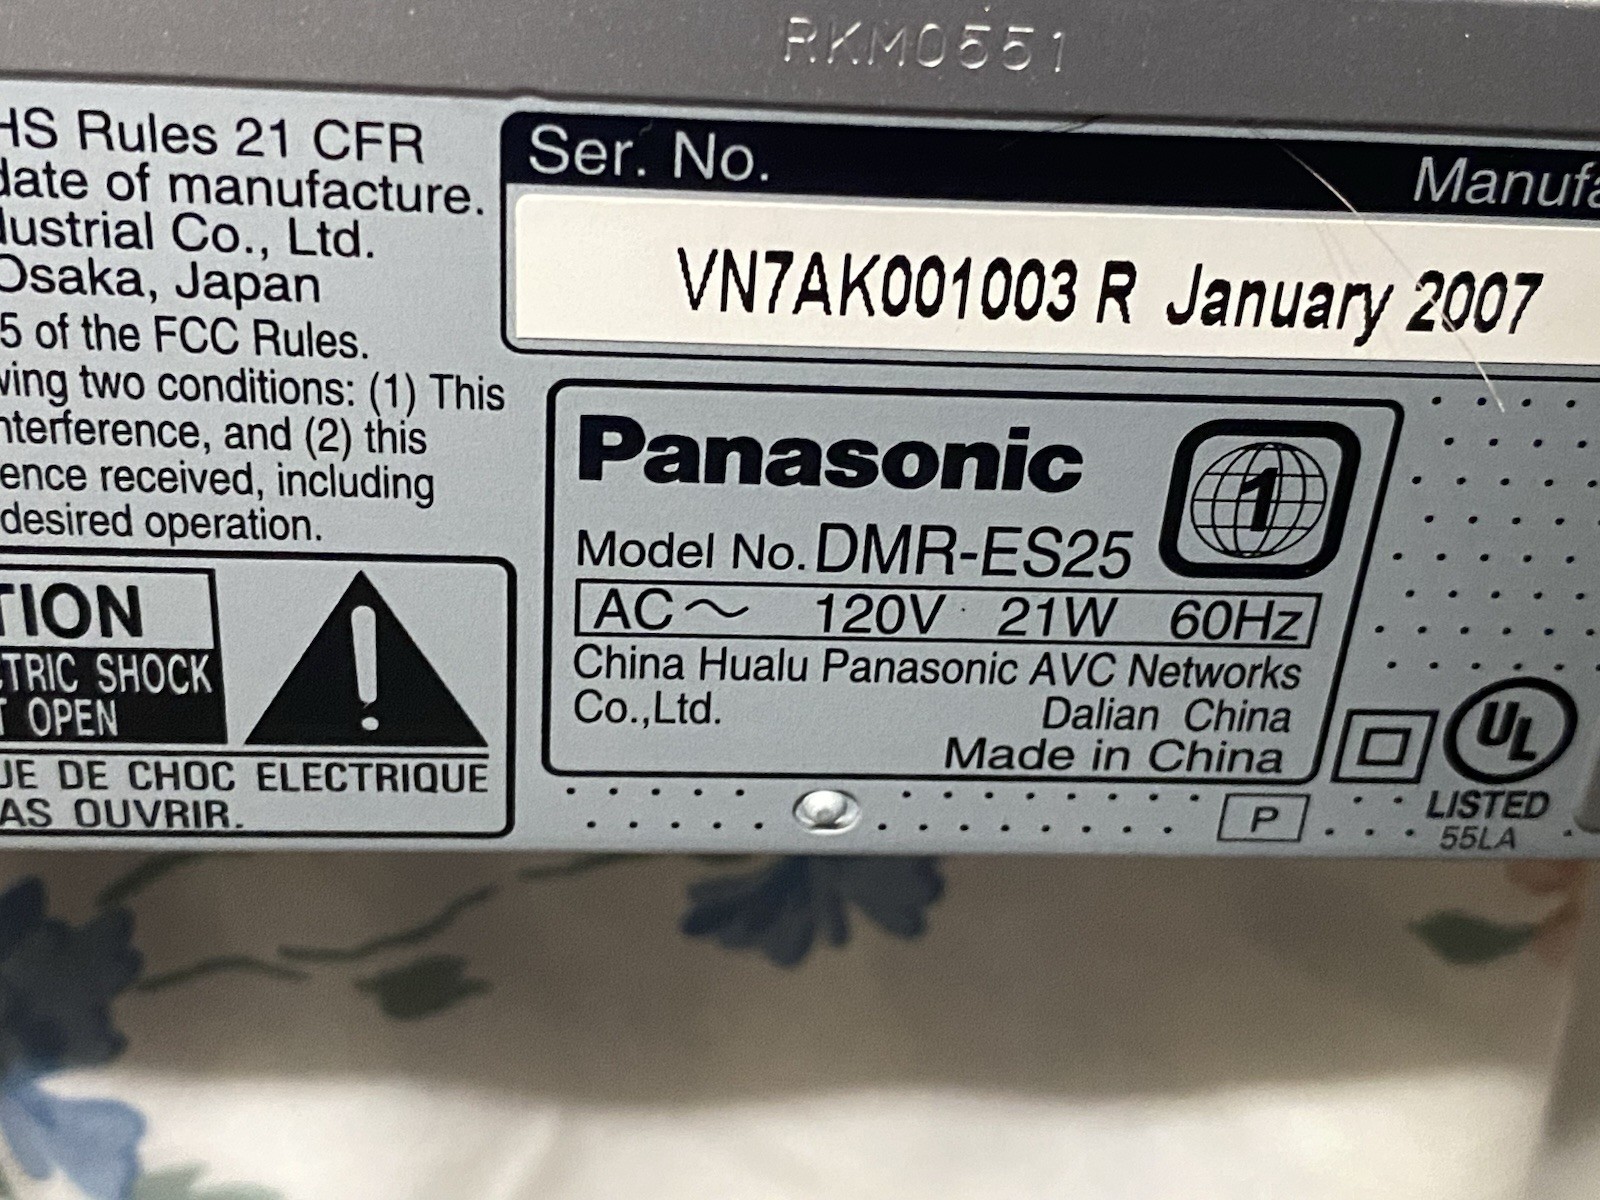 RKM0551
HS Rules 21 CFR
date of manufacture.
dustrial Co., Ltd.
Osaka, Japan
5 of the FCC Rules.
wing two conditions: (1) This
nterference, and (2) this
ence received, including
desired operation.
TION
CTRIC SHOCK
T OPEN
UE DE CHOC ELECTRIQUE
AS OUVRIR.
Ser. No. Manufa
VN7AK001003 R January 2007
Panasonic 1
Model No. DMR-ES25
AC~ 120V 21W 60Hz
China Hualu Panasonic AVC Networks
Co.,Ltd. Dalian China
Made in China
P
UL
LISTED
55LA